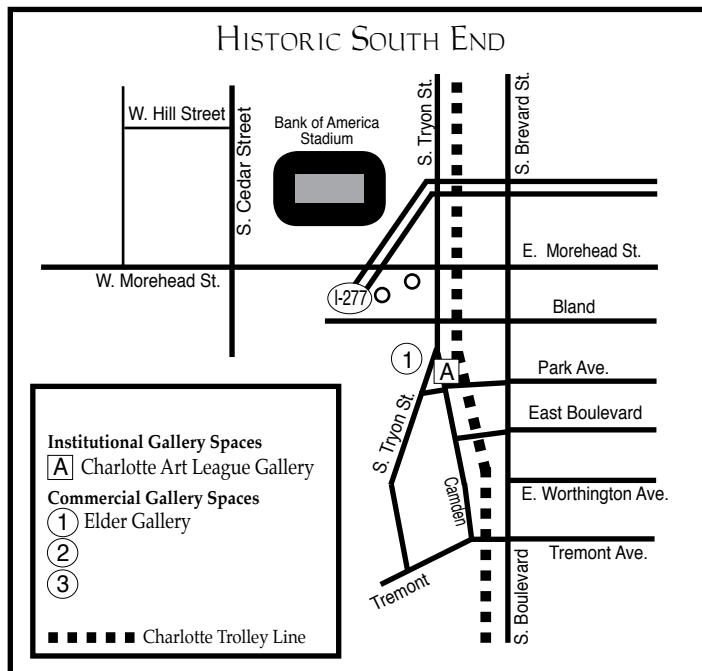 HISTORIC SOUTH END
W. Hill Street
S. Cedar Street
Bank of America
Stadium
S. Tryon St.
S. Brevard St.
W. Morehead St.
E. Morehead St.
I-277
Bland
1
A
Park Ave.
S. Tryon St.
East Boulevard
Camden
E. Worthington Ave.
Tremont Ave.
Tremont
S. Boulevard
Institutional Gallery Spaces
A Charlotte Art League Gallery
Commercial Gallery Spaces
1 Elder Gallery
2
3
Charlotte Trolley Line